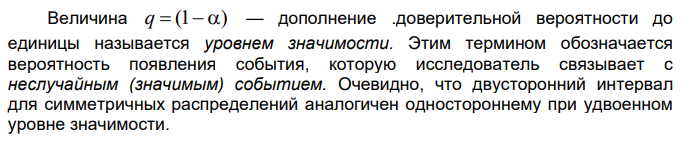 Величина q = (1 − α) — дополнение .доверительной вероятности до
единицы называется уровнем значимости. Этим термином обозначается
вероятность появления события, которую исследователь связывает с
неслучайным (значимым) событием. Очевидно, что двусторонний интервал
для симметричных распределений аналогичен одностороннему при удвоенном
уровне значимости.